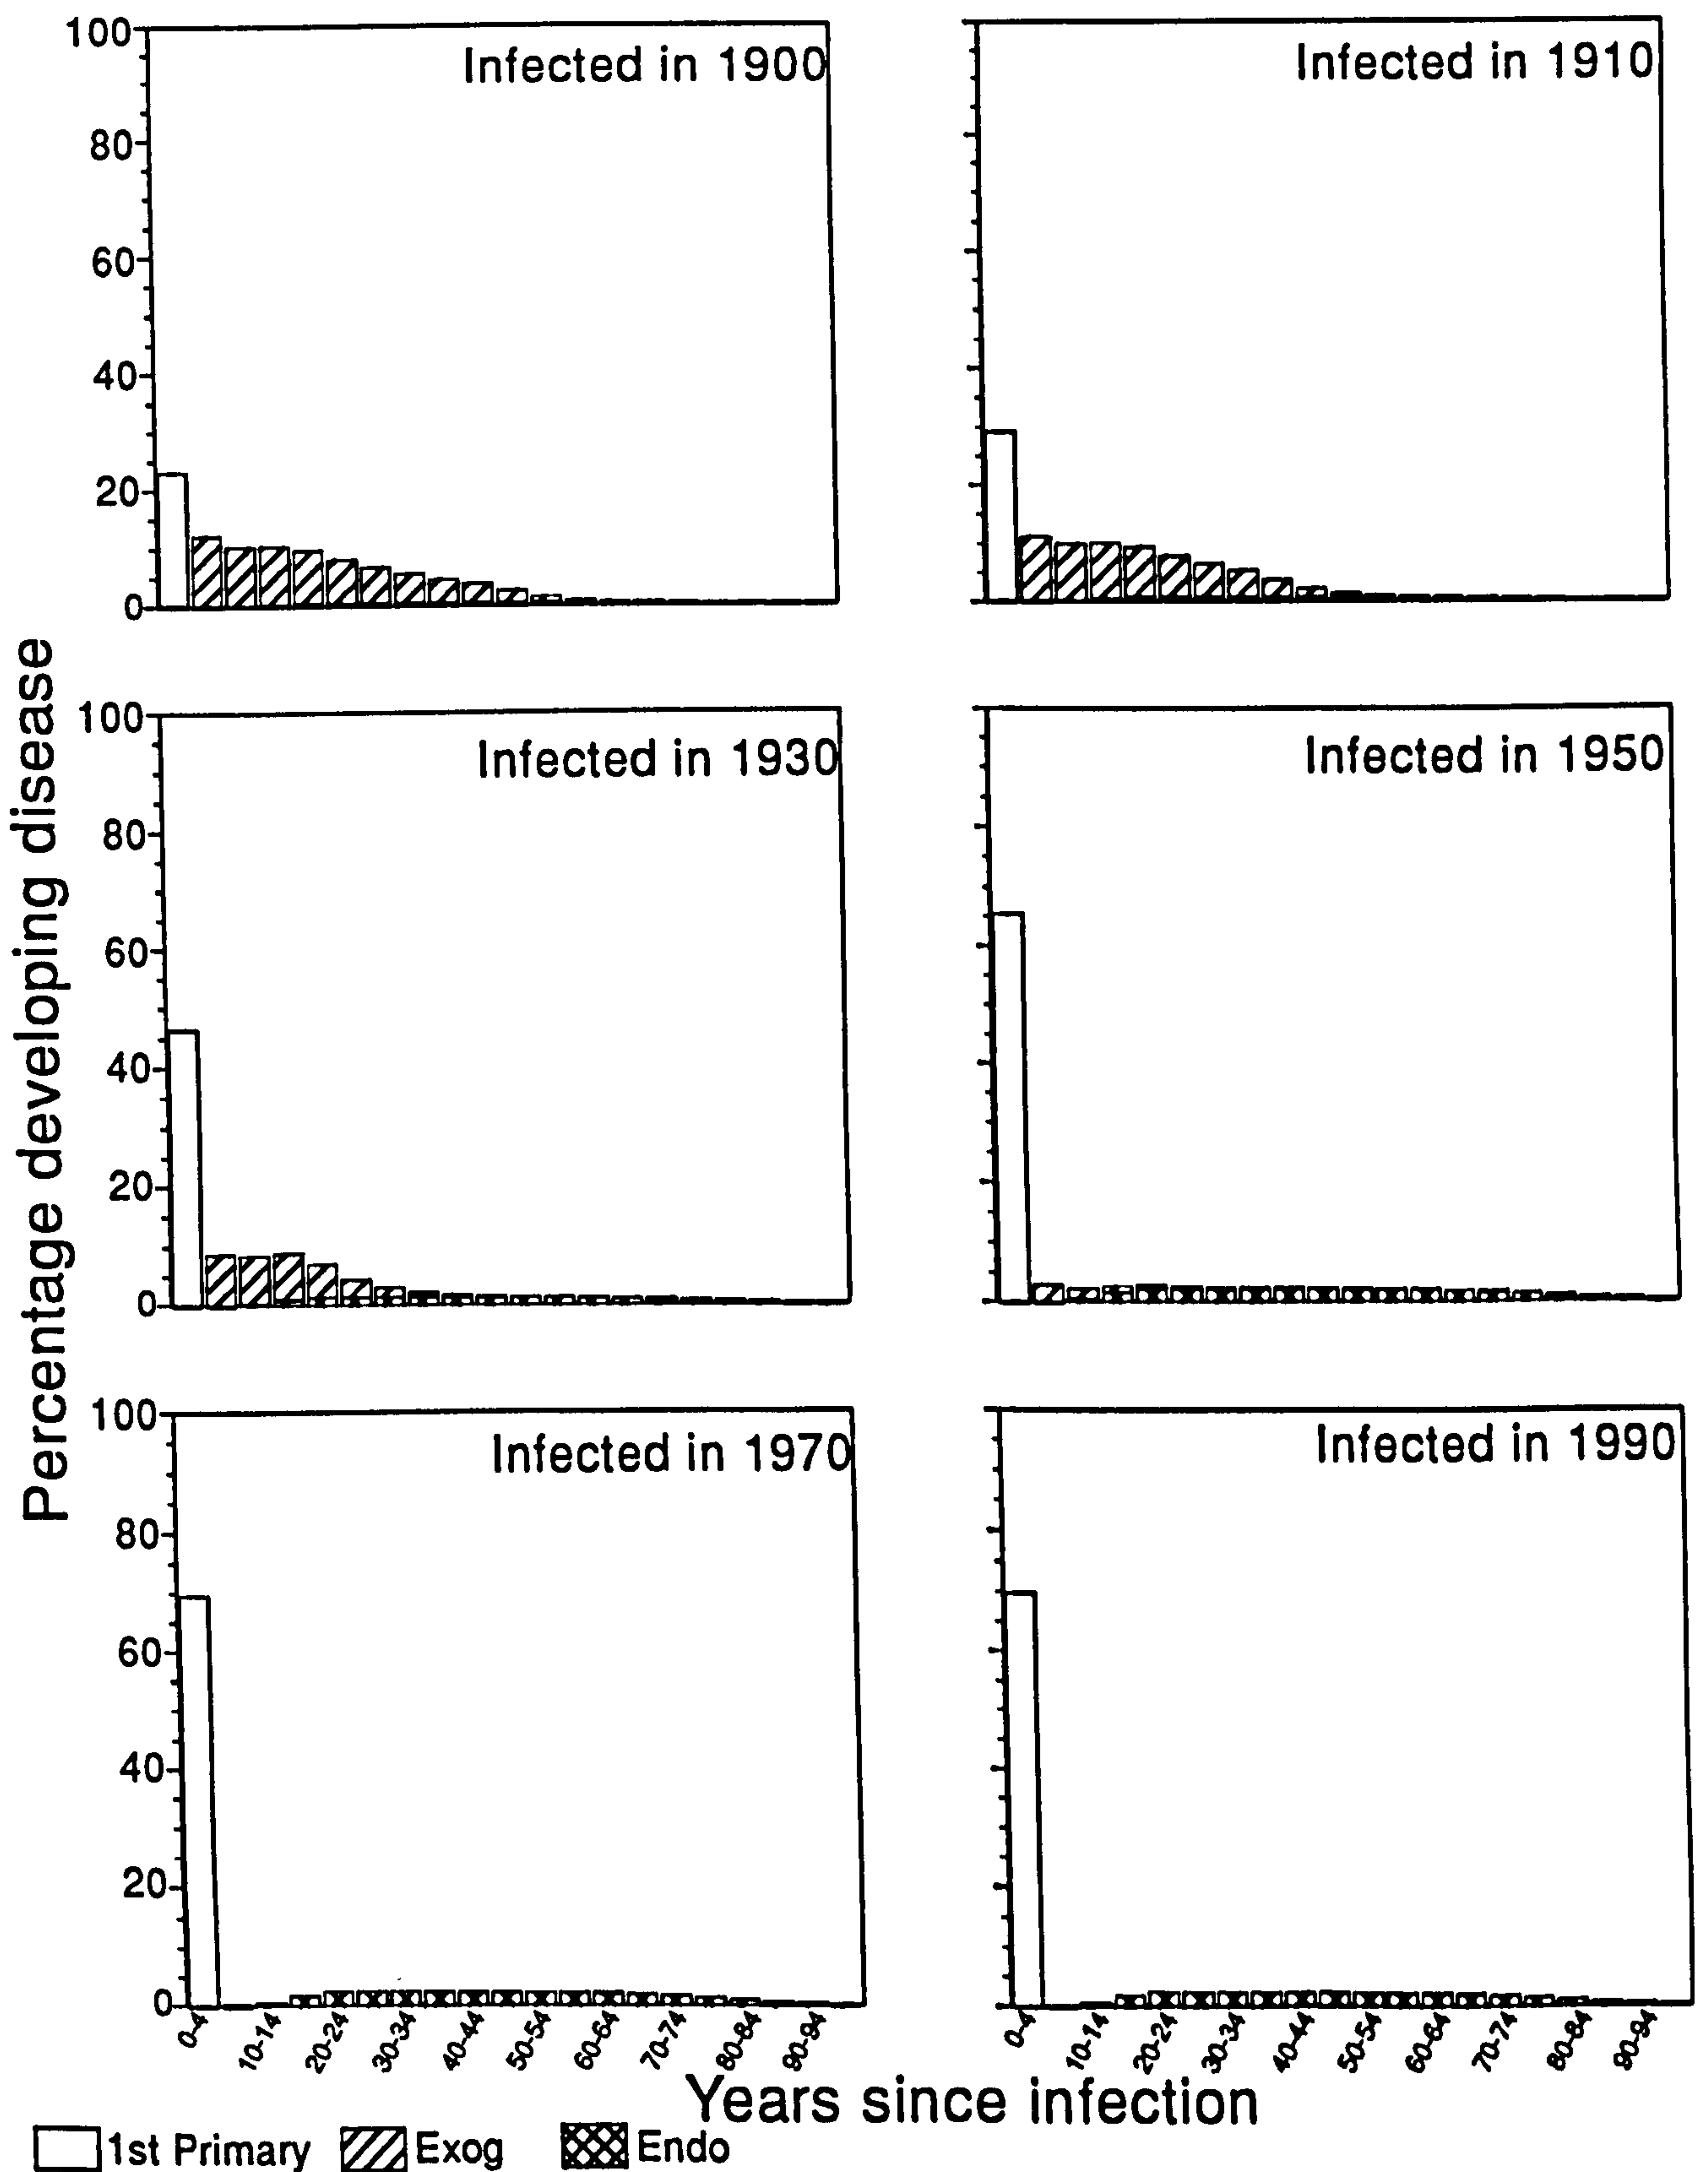 Percentage developing disease
Infected in 1900
100
80
60
40
20
0
Infected in 1910
Infected in 1930
100
80
60
40
20
0
Infected in 1950
Infected in 1970
100
80
60
40
20
0
0-4 10-14 20-24 30-34 40-44 50-54 60-64 70-74 80-84 90-94
Infected in 1990
0-4 10-14 20-24 30-34 40-44 50-54 60-64 70-74 80-84 90-94
Years since infection
1st Primary Exog Endo